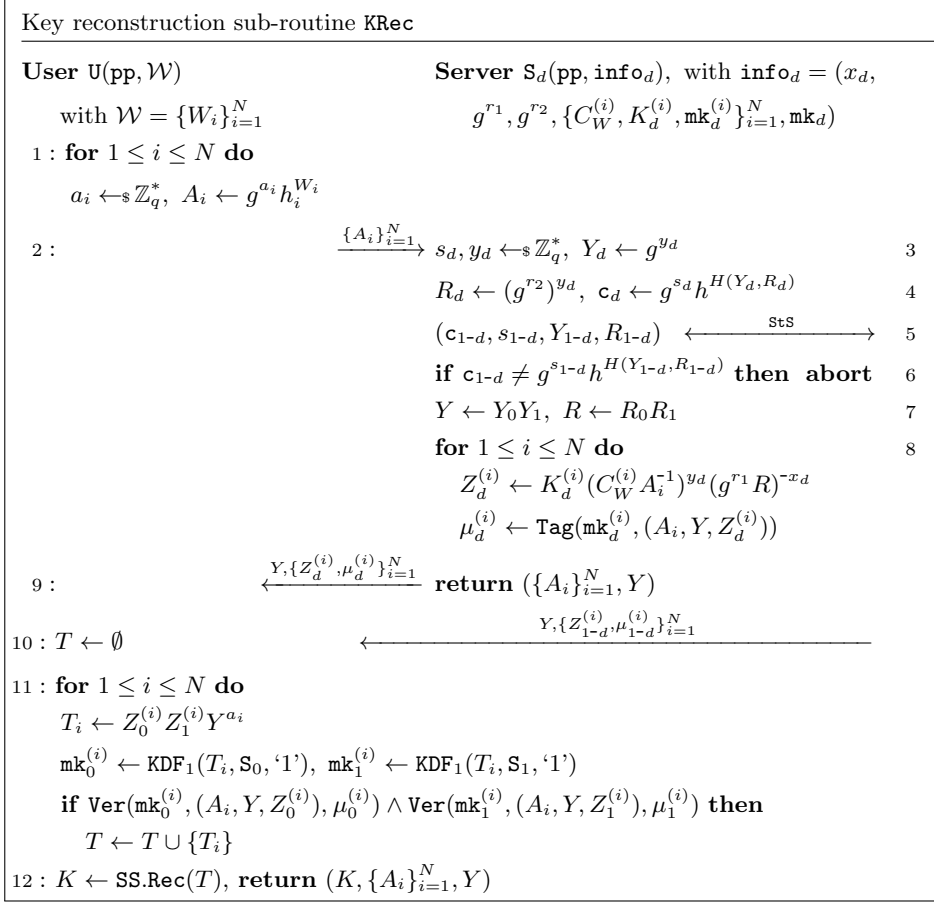 Key reconstruction sub-routine KRec
User U(pp, 𝒲) Server S_d(pp, info_d), with info_d = (x_d,
with 𝒲 = {W_i}_{i=1}^N g^{r_1}, g^{r_2}, {C_W^{(i)}, K_d^{(i)}, mk_d^{(i)}}_{i=1}^N, mk_d)
1 : for 1 ≤ i ≤ N do
a_i ←$ ℤ_q^*, A_i ← g^{a_i} h_i^{W_i}
2 : {A_i}_{i=1}^N → s_d, y_d ←$ ℤ_q^*, Y_d ← g^{y_d} 3
R_d ← (g^{r_2})^{y_d}, c_d ← g^{s_d} h^{H(Y_d, R_d)} 4
(c_{1-d}, s_{1-d}, Y_{1-d}, R_{1-d}) ←StS→ 5
if c_{1-d} ≠ g^{s_{1-d}} h^{H(Y_{1-d}, R_{1-d})} then abort 6
Y ← Y_0 Y_1, R ← R_0 R_1 7
for 1 ≤ i ≤ N do 8
Z_d^{(i)} ← K_d^{(i)} (C_W^{(i)} A_i^{-1})^{y_d} (g^{r_1} R)^{-x_d}
μ_d^{(i)} ← Tag(mk_d^{(i)}, (A_i, Y, Z_d^{(i)}))
9 : Y, {Z_d^{(i)}, μ_d^{(i)}}_{i=1}^N ← return ({A_i}_{i=1}^N, Y)
10 : T ← ∅ Y, {Z_{1-d}^{(i)}, μ_{1-d}^{(i)}}_{i=1}^N ←
11 : for 1 ≤ i ≤ N do
T_i ← Z_0^{(i)} Z_1^{(i)} Y^{a_i}
mk_0^{(i)} ← KDF_1(T_i, S_0, ‘1’), mk_1^{(i)} ← KDF_1(T_i, S_1, ‘1’)
if Ver(mk_0^{(i)}, (A_i, Y, Z_0^{(i)}), μ_0^{(i)}) ∧ Ver(mk_1^{(i)}, (A_i, Y, Z_1^{(i)}), μ_1^{(i)}) then
T ← T ∪ {T_i}
12 : K ← SS.Rec(T), return (K, {A_i}_{i=1}^N, Y)